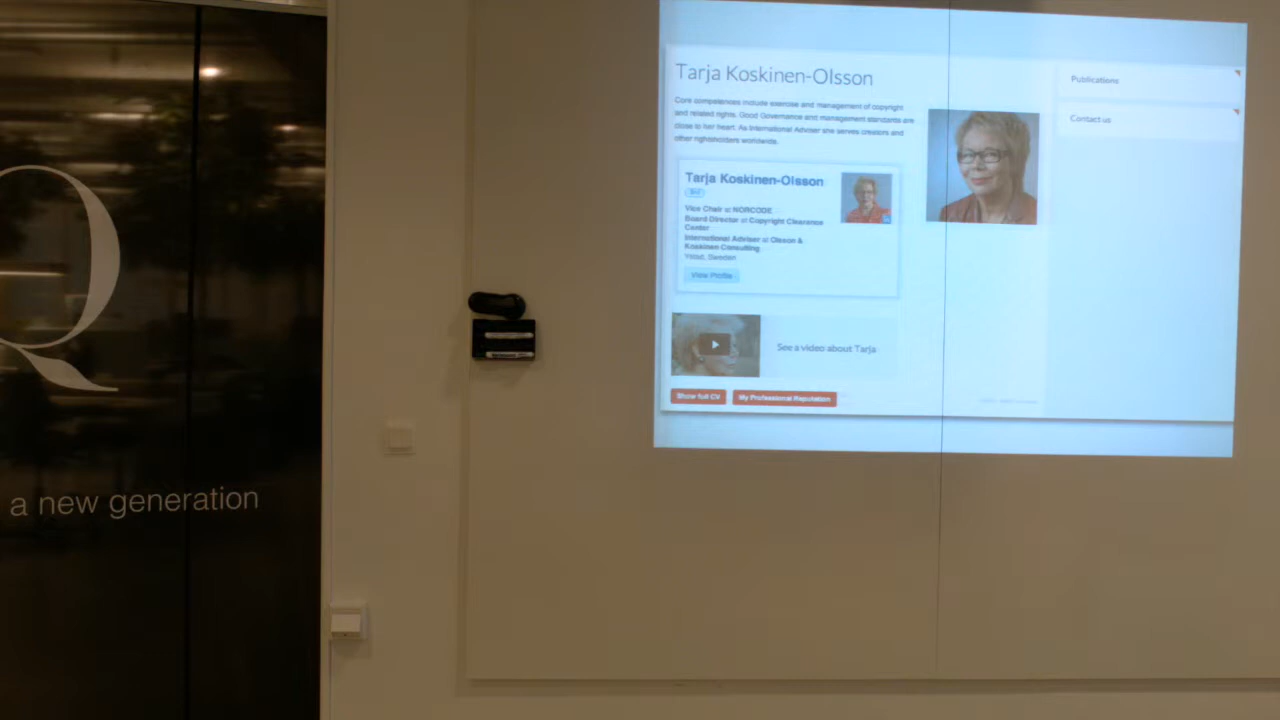 Q
a new generation
Tarja Koskinen-Olsson
Core competences include exercise and management of copyright
and related rights. Good Governance and management standards are
close to her heart. As International Adviser she serves creators and
other rightsholders worldwide.
Tarja Koskinen-Olsson
Vice Chair at NORCODE
Board Director at Copyright Clearance
Center
International Adviser at Olsson &
Koskinen Consulting
Ystad, Sweden
View Profile
See a video about Tarja
Show full CV
My Professional Reputation
Publications
Contact us